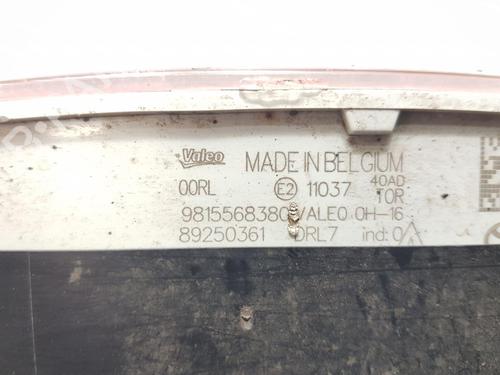 Valeo MADE IN BELGIUM
00RL E2 11037 40AD
10R
9815568380 VALEO 0H-16
89250361 DRL7 ind:0